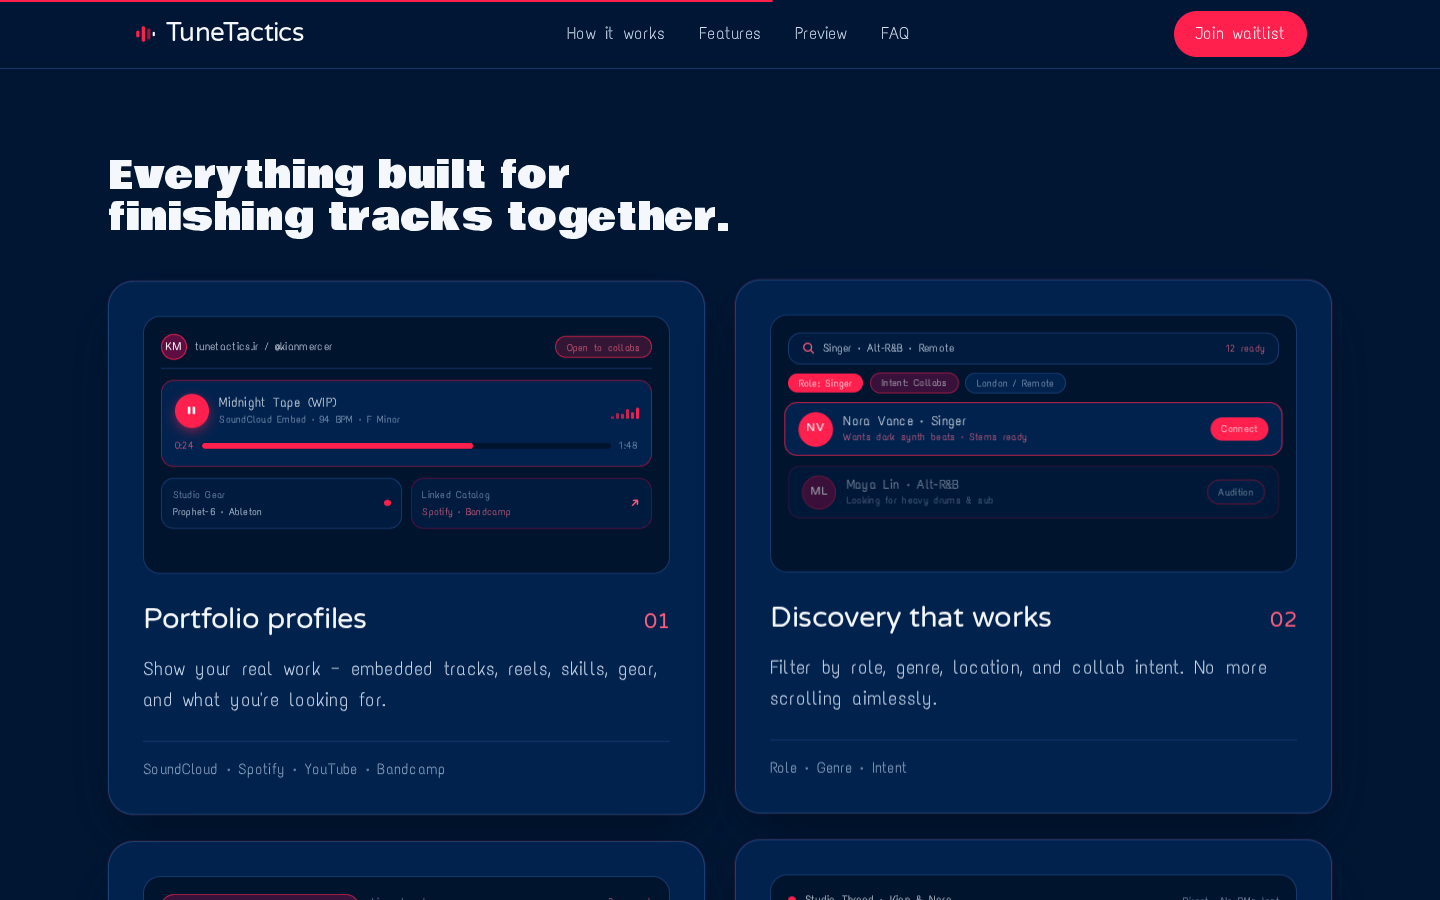 TuneTactics
How it works
Features
Preview
FAQ
Join waitlist
Everything built for
finishing tracks together.
KM
tunetactics.ir / @kianmercer
Open to collabs
Midnight Tape (WIP)
SoundCloud Embed • 94 BPM • F Minor
0:24
1:48
Studio Gear
Prophet-6 • Ableton
Linked Catalog
Spotify • Bandcamp
Portfolio profiles
01
Show your real work – embedded tracks, reels, skills, gear,
and what you're looking for.
SoundCloud • Spotify • YouTube • Bandcamp
Singer • Alt-R&B • Remote
12 ready
Role: Singer
Intent: Collabs
London / Remote
NV
Nora Vance • Singer
Wants dark synth beats • Stems ready
Connect
ML
Maya Lin • Alt-R&B
Looking for heavy drums & sub
Audition
Discovery that works
02
Filter by role, genre, location, and collab intent. No more
scrolling aimlessly.
Role • Genre • Intent